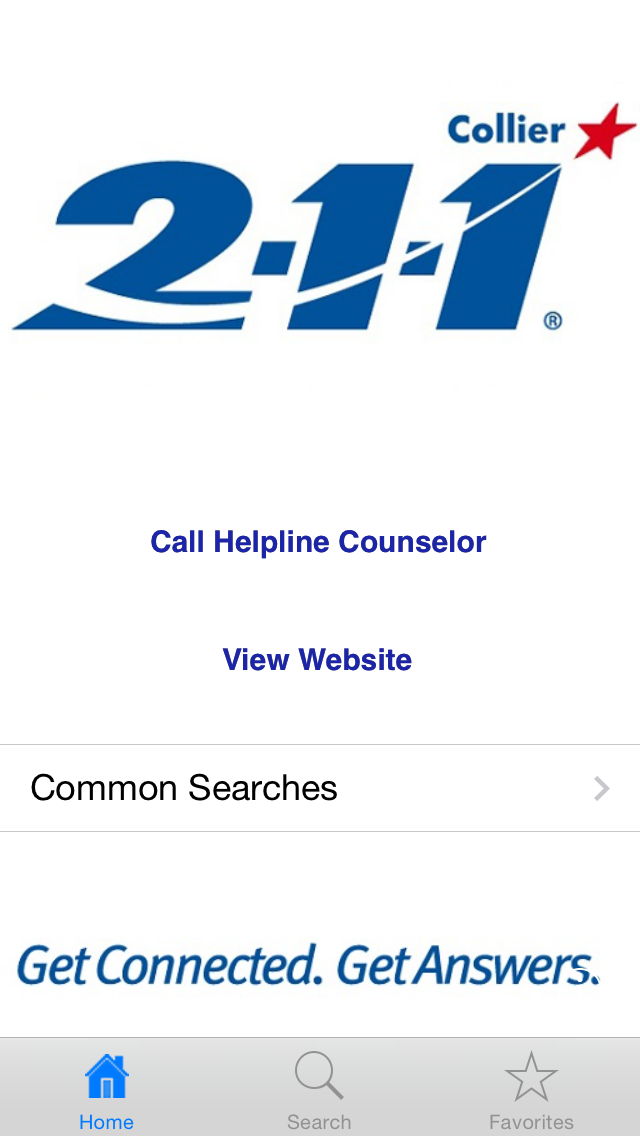 Collier
2-1-1
®
Call Helpline Counselor
View Website
Common Searches
Get Connected. Get Answers.
Home
Search
Favorites